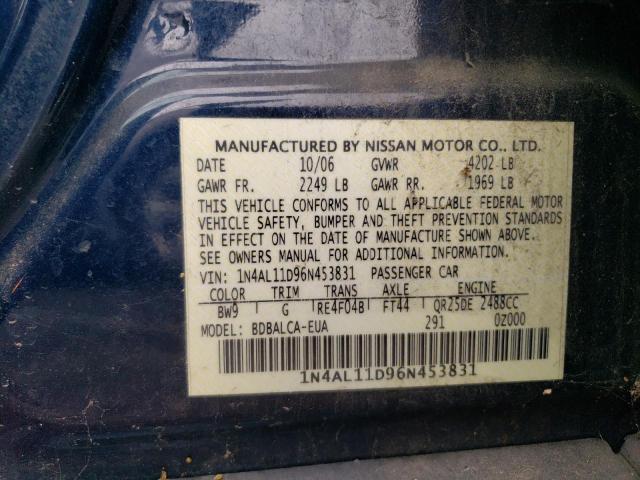 MANUFACTURED BY NISSAN MOTOR CO., LTD.
DATE 10/06 GVWR 4202 LB
GAWR FR. 2249 LB GAWR RR. 1969 LB
THIS VEHICLE CONFORMS TO ALL APPLICABLE FEDERAL MOTOR
VEHICLE SAFETY, BUMPER AND THEFT PREVENTION STANDARDS
IN EFFECT ON THE DATE OF MANUFACTURE SHOWN ABOVE.
SEE OWNERS MANUAL FOR ADDITIONAL INFORMATION.
VIN: 1N4AL11D96N453831 PASSENGER CAR
COLOR TRIM TRANS AXLE ENGINE
BW9 G RE4F04B FT44 QR25DE 2488CC
MODEL: BDBALCA-EUA 291 0Z000
1N4AL11D96N453831